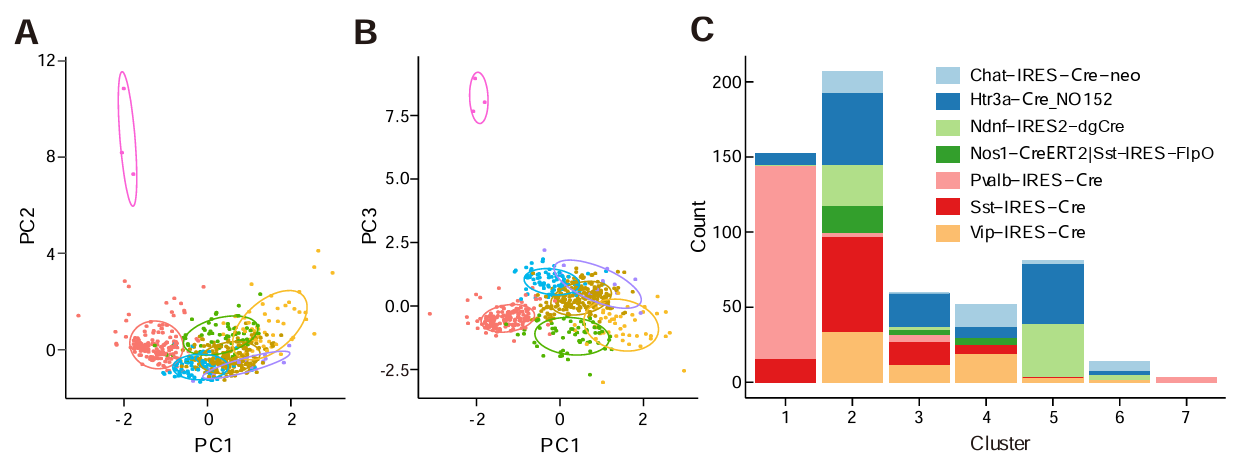 A
B
C
PC2
12
8
4
0
-2
0
2
PC1
PC3
7.5
5.0
2.5
0.0
-2.5
-2
0
2
PC1
Count
200
150
100
50
0
Chat-IRES-Cre-neo
Htr3a-Cre_NO152
Ndnf-IRES2-dgCre
Nos1-CreERT2|Sst-IRES-FlpO
Pvalb-IRES-Cre
Sst-IRES-Cre
Vip-IRES-Cre
1 2 3 4 5 6 7
Cluster